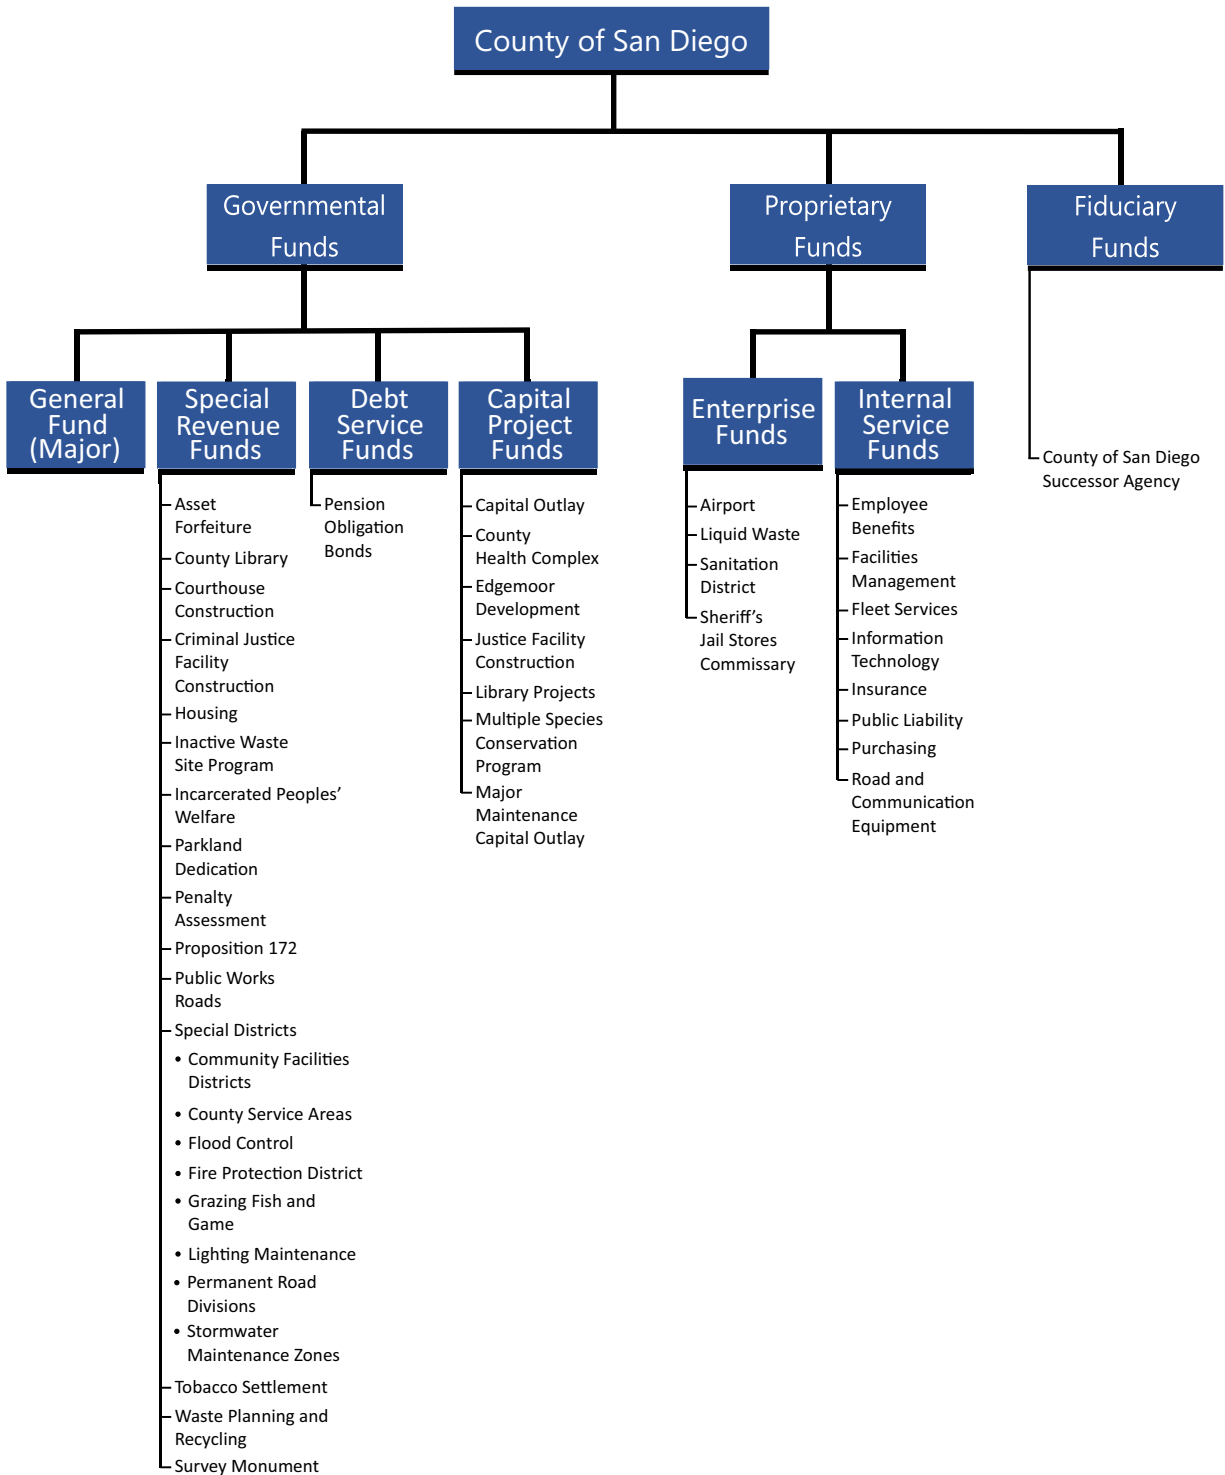 County of San Diego
Governmental
Funds
Proprietary
Funds
Fiduciary
Funds
General
Fund
(Major)
Special
Revenue
Funds
Debt
Service
Funds
Capital
Project
Funds
Enterprise
Funds
Internal
Service
Funds
County of San Diego
Successor Agency
Asset
Forfeiture
County Library
Courthouse
Construction
Criminal Justice
Facility
Construction
Housing
Inactive Waste
Site Program
Incarcerated Peoples’
Welfare
Parkland
Dedication
Penalty
Assessment
Proposition 172
Public Works
Roads
Special Districts
• Community Facilities
Districts
• County Service Areas
• Flood Control
• Fire Protection District
• Grazing Fish and
Game
• Lighting Maintenance
• Permanent Road
Divisions
• Stormwater
Maintenance Zones
Tobacco Settlement
Waste Planning and
Recycling
Survey Monument
Pension
Obligation
Bonds
Capital Outlay
County
Health Complex
Edgemoor
Development
Justice Facility
Construction
Library Projects
Multiple Species
Conservation
Program
Major
Maintenance
Capital Outlay
Airport
Liquid Waste
Sanitation
District
Sheriff’s
Jail Stores
Commissary
Employee
Benefits
Facilities
Management
Fleet Services
Information
Technology
Insurance
Public Liability
Purchasing
Road and
Communication
Equipment